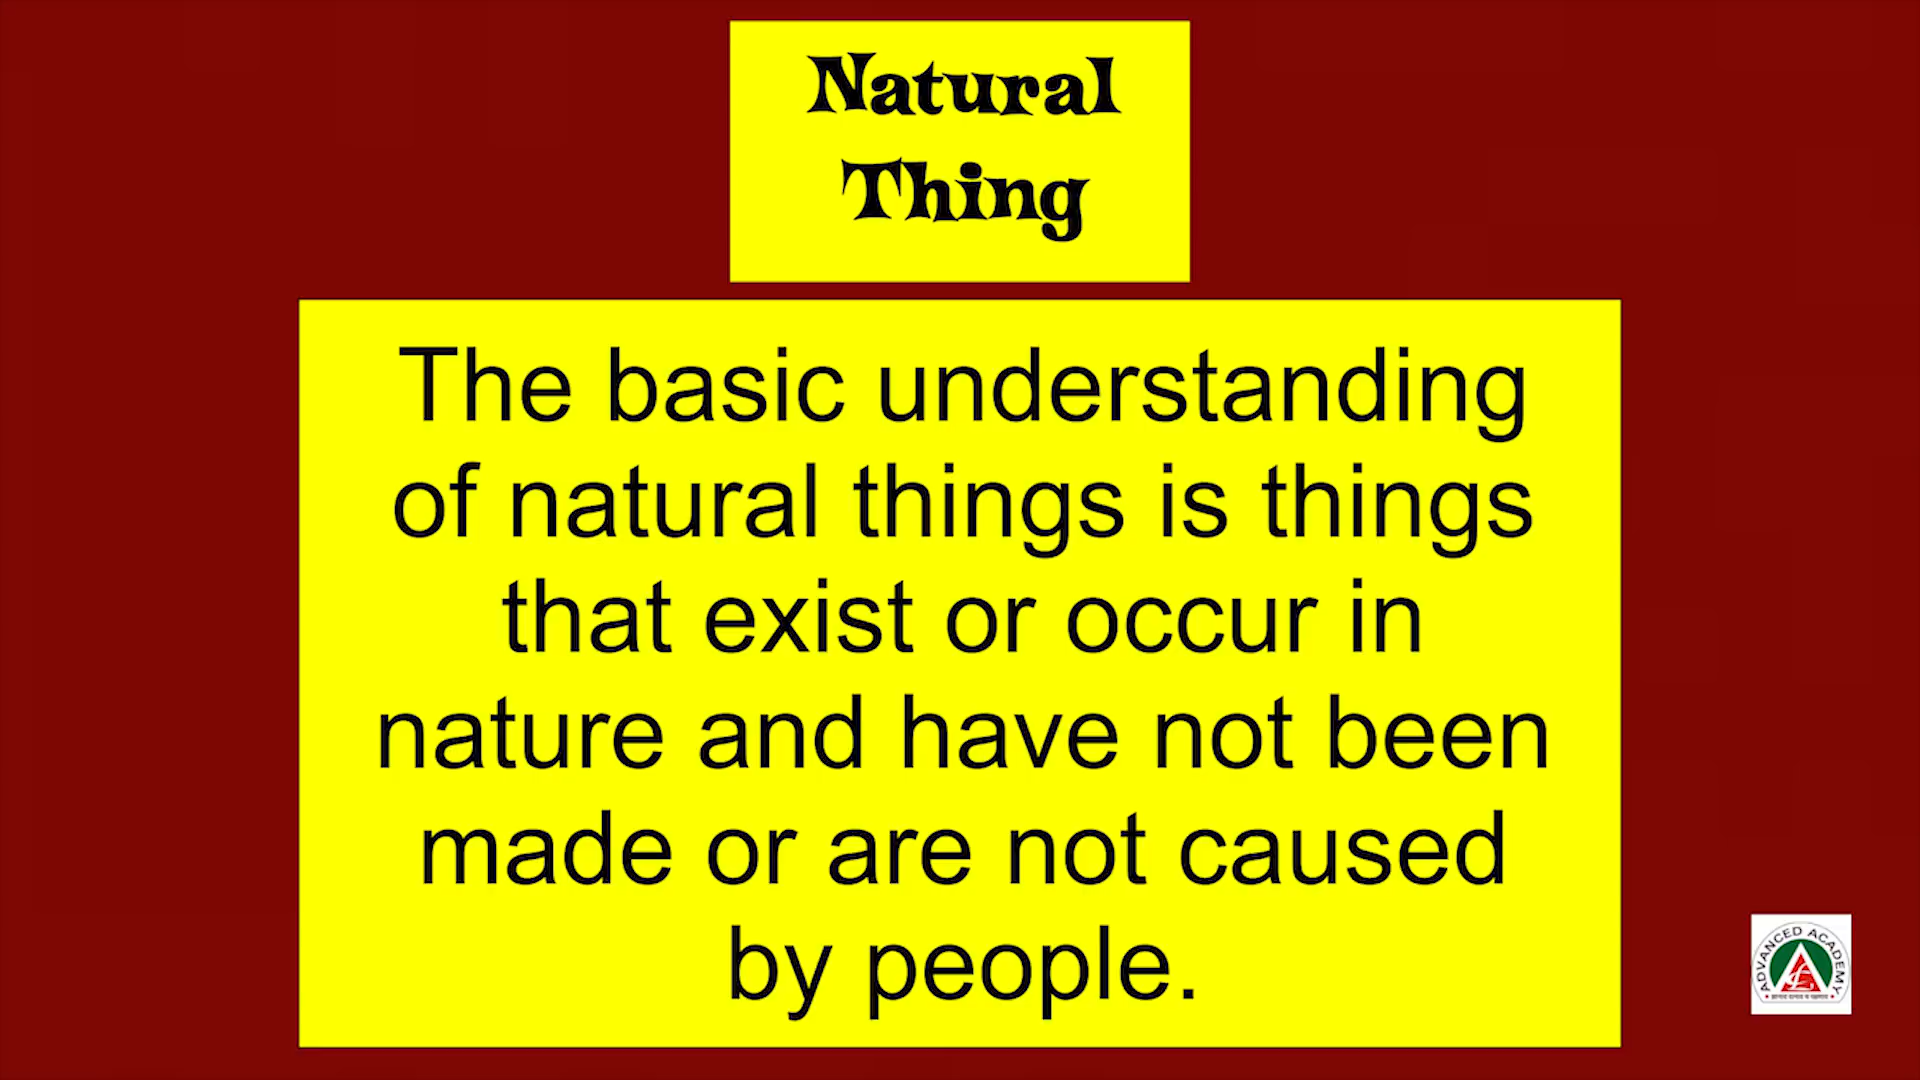 Natural
Thing
The basic understanding
of natural things is things
that exist or occur in
nature and have not been
made or are not caused
by people.
ADVANCED ACADEMY